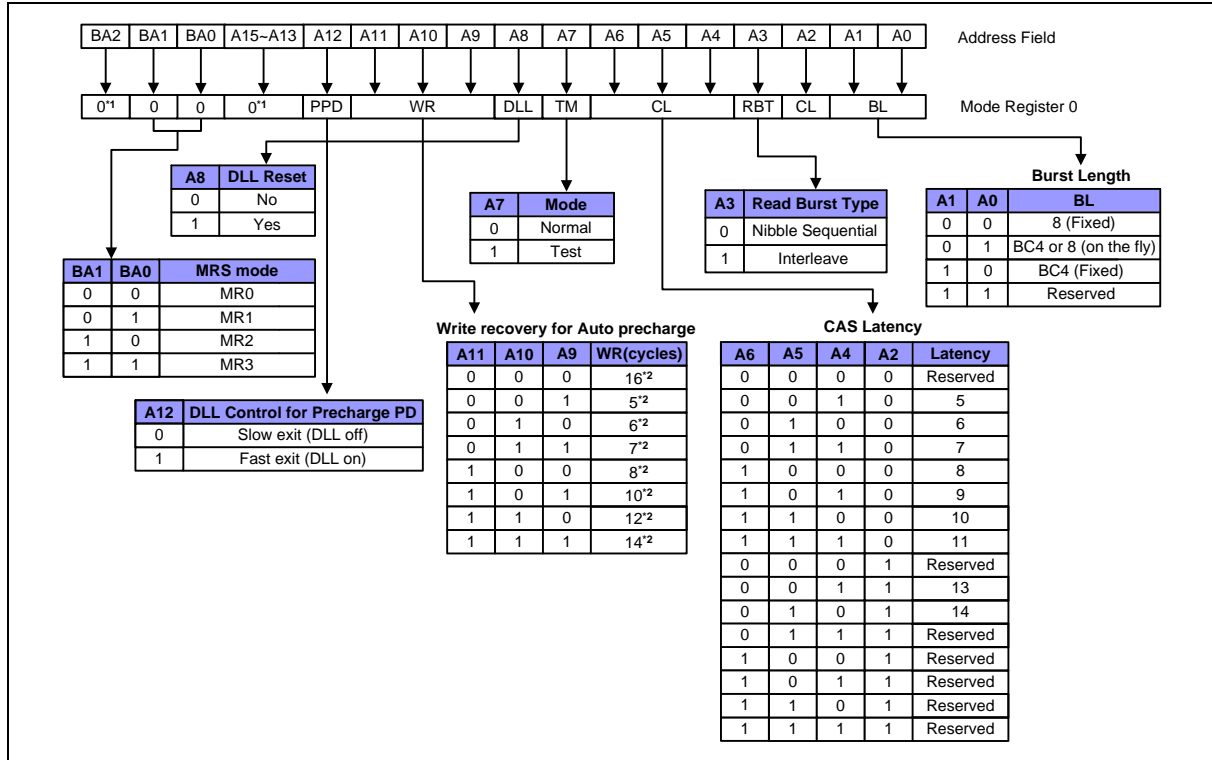 BA2 BA1 BA0 A15~A13 A12 A11 A10 A9 A8 A7 A6 A5 A4 A3 A2 A1 A0 Address Field
0*1 0 0 0*1 PPD WR DLL TM CL RBT CL BL Mode Register 0
A8 DLL Reset
0 No
1 Yes
A7 Mode
0 Normal
1 Test
A3 Read Burst Type
0 Nibble Sequential
1 Interleave
Burst Length
A1 A0 BL
0 0 8 (Fixed)
0 1 BC4 or 8 (on the fly)
1 0 BC4 (Fixed)
1 1 Reserved
BA1 BA0 MRS mode
0 0 MR0
0 1 MR1
1 0 MR2
1 1 MR3
A12 DLL Control for Precharge PD
0 Slow exit (DLL off)
1 Fast exit (DLL on)
Write recovery for Auto precharge
A11 A10 A9 WR(cycles)
0 0 0 16*2
0 0 1 5*2
0 1 0 6*2
0 1 1 7*2
1 0 0 8*2
1 0 1 10*2
1 1 0 12*2
1 1 1 14*2
CAS Latency
A6 A5 A4 A2 Latency
0 0 0 0 Reserved
0 0 1 0 5
0 1 0 0 6
0 1 1 0 7
1 0 0 0 8
1 0 1 0 9
1 1 0 0 10
1 1 1 0 11
0 0 0 1 Reserved
0 0 1 1 13
0 1 0 1 14
0 1 1 1 Reserved
1 0 0 1 Reserved
1 0 1 1 Reserved
1 1 0 1 Reserved
1 1 1 1 Reserved